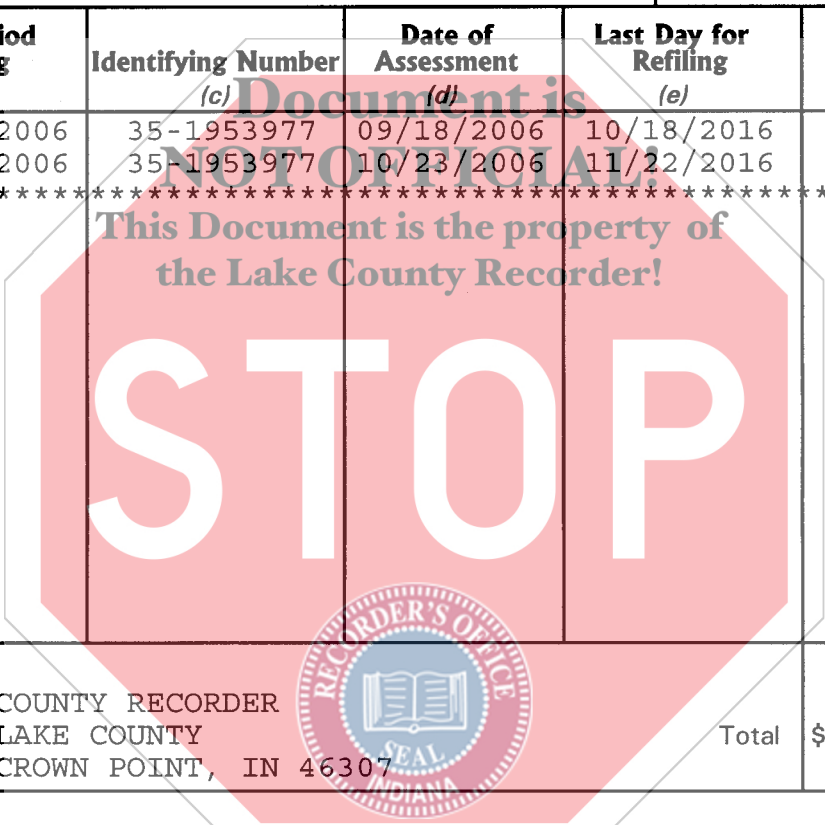 iod Identifying Number Date of Last Day for
g Assessment Refiling
(c) (d) (e)
Document is
2006 35-1953977 09/18/2006 10/18/2016
2006 35-1953977 10/23/2006 11/22/2016
NOT OFFICIAL!
*****************************************************
This Document is the property of
the Lake County Recorder!
STOP
RECORDER'S OFFICE
SEAL
INDIANA
COUNTY RECORDER
LAKE COUNTY Total $
CROWN POINT, IN 46307